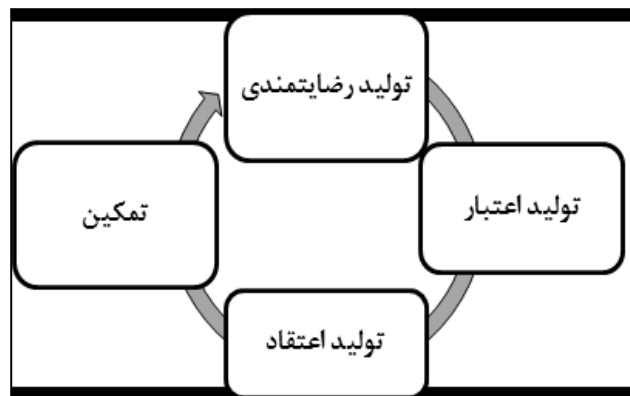 تولید رضایتمندی
تولید اعتبار
تمکین
تولید اعتقاد